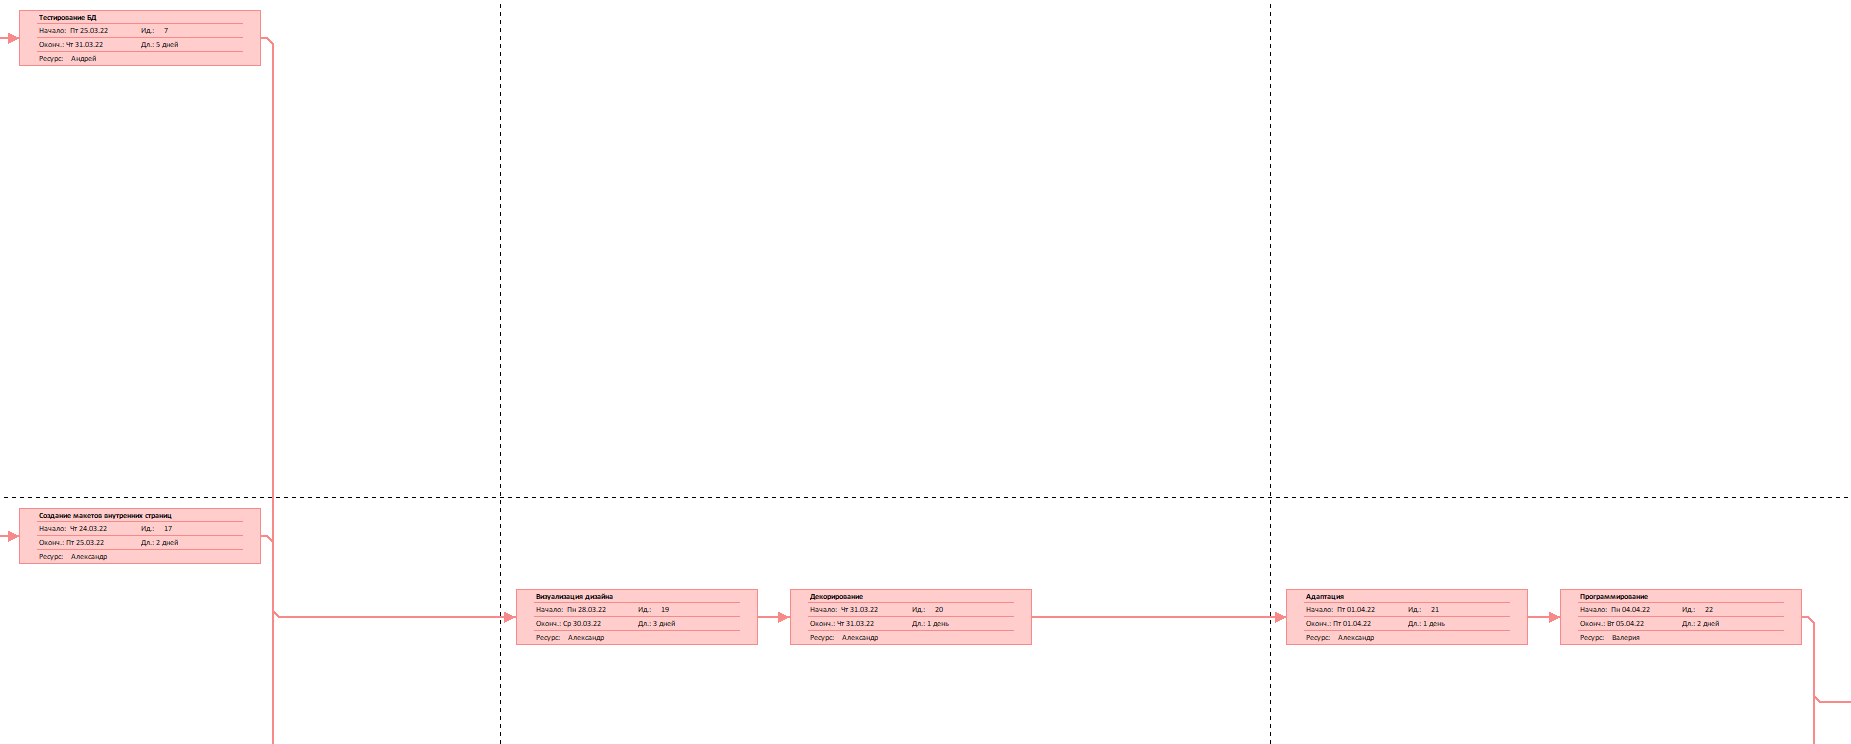 Тестирование БД
Начало: Пт 25.03.22 Ид.: 7
Оконч.: Чт 31.03.22 Дл.: 5 дней
Ресурс: Андрей
Создание макетов внутренних страниц
Начало: Чт 24.03.22 Ид.: 17
Оконч.: Пт 25.03.22 Дл.: 2 дней
Ресурс: Александр
Визуализация дизайна
Начало: Пн 28.03.22 Ид.: 19
Оконч.: Ср 30.03.22 Дл.: 3 дней
Ресурс: Александр
Декорирование
Начало: Чт 31.03.22 Ид.: 20
Оконч.: Чт 31.03.22 Дл.: 1 день
Ресурс: Александр
Адаптация
Начало: Пт 01.04.22 Ид.: 21
Оконч.: Пт 01.04.22 Дл.: 1 день
Ресурс: Александр
Программирование
Начало: Пн 04.04.22 Ид.: 22
Оконч.: Вт 05.04.22 Дл.: 2 дней
Ресурс: Валерия